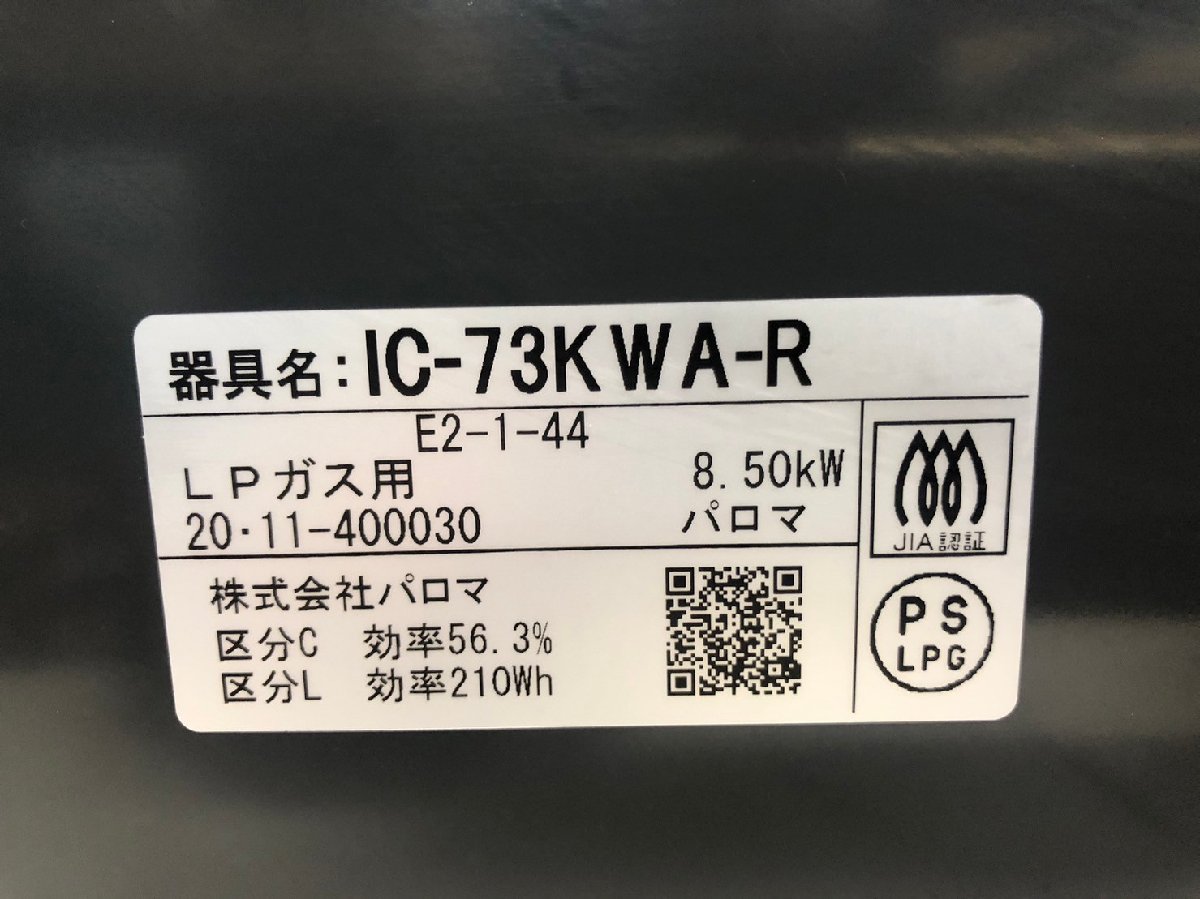 器具名:IC-73KWA-R
E2-1-44
LPガス用 8.50kW
20・11-400030 パロマ
株式会社パロマ
区分C 効率56.3%
区分L 効率210Wh
JIA認証
PS
LPG